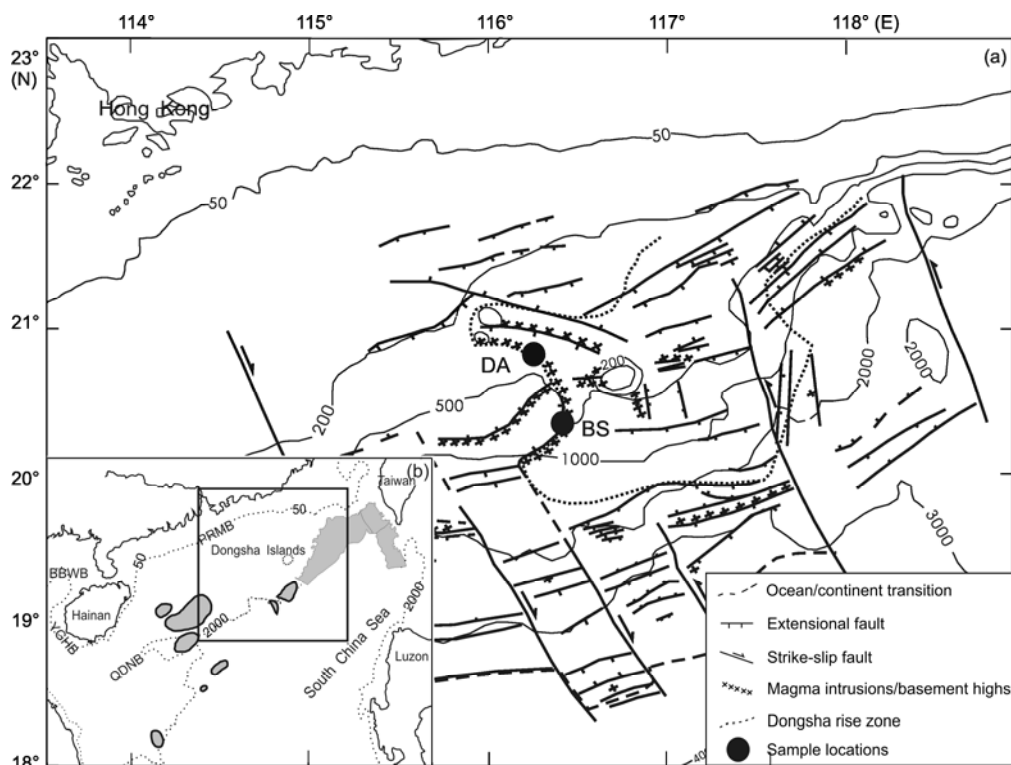 114° 115° 116° 117° 118° (E)
23°
(N)
(a)
Hong Kong
50
50
22°
21°
DA
200
2000
2000
200
500
BS
1000
20°
3000
(b)
Taiwan
50
PRMB
Dongsha Islands
BBWB
50
Hainan
2000
2000
19°
YGHB
QDNB
South China Sea
Luzon
Ocean/continent transition
Extensional fault
Strike-slip fault
Magma intrusions/basement highs
Dongsha rise zone
Sample locations
18°